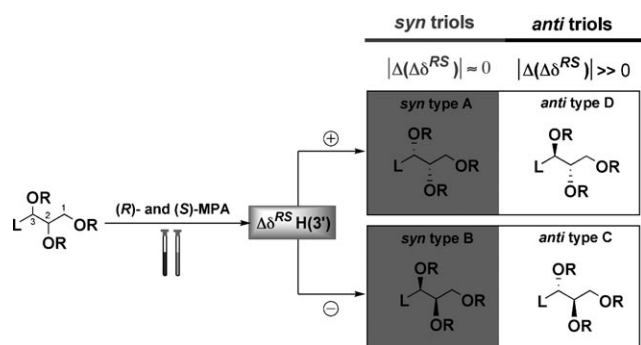 syn triols
anti triols
|Δ(Δδ^RS)| ≈ 0
|Δ(Δδ^RS)| >> 0
syn type A
OR
L
OR
OR
anti type D
OR
L
OR
OR
⊕
OR
1
3
2
L
OR
OR
(R)- and (S)-MPA
Δδ^RS H(3')
syn type B
OR
L
OR
OR
anti type C
OR
L
OR
OR
⊖